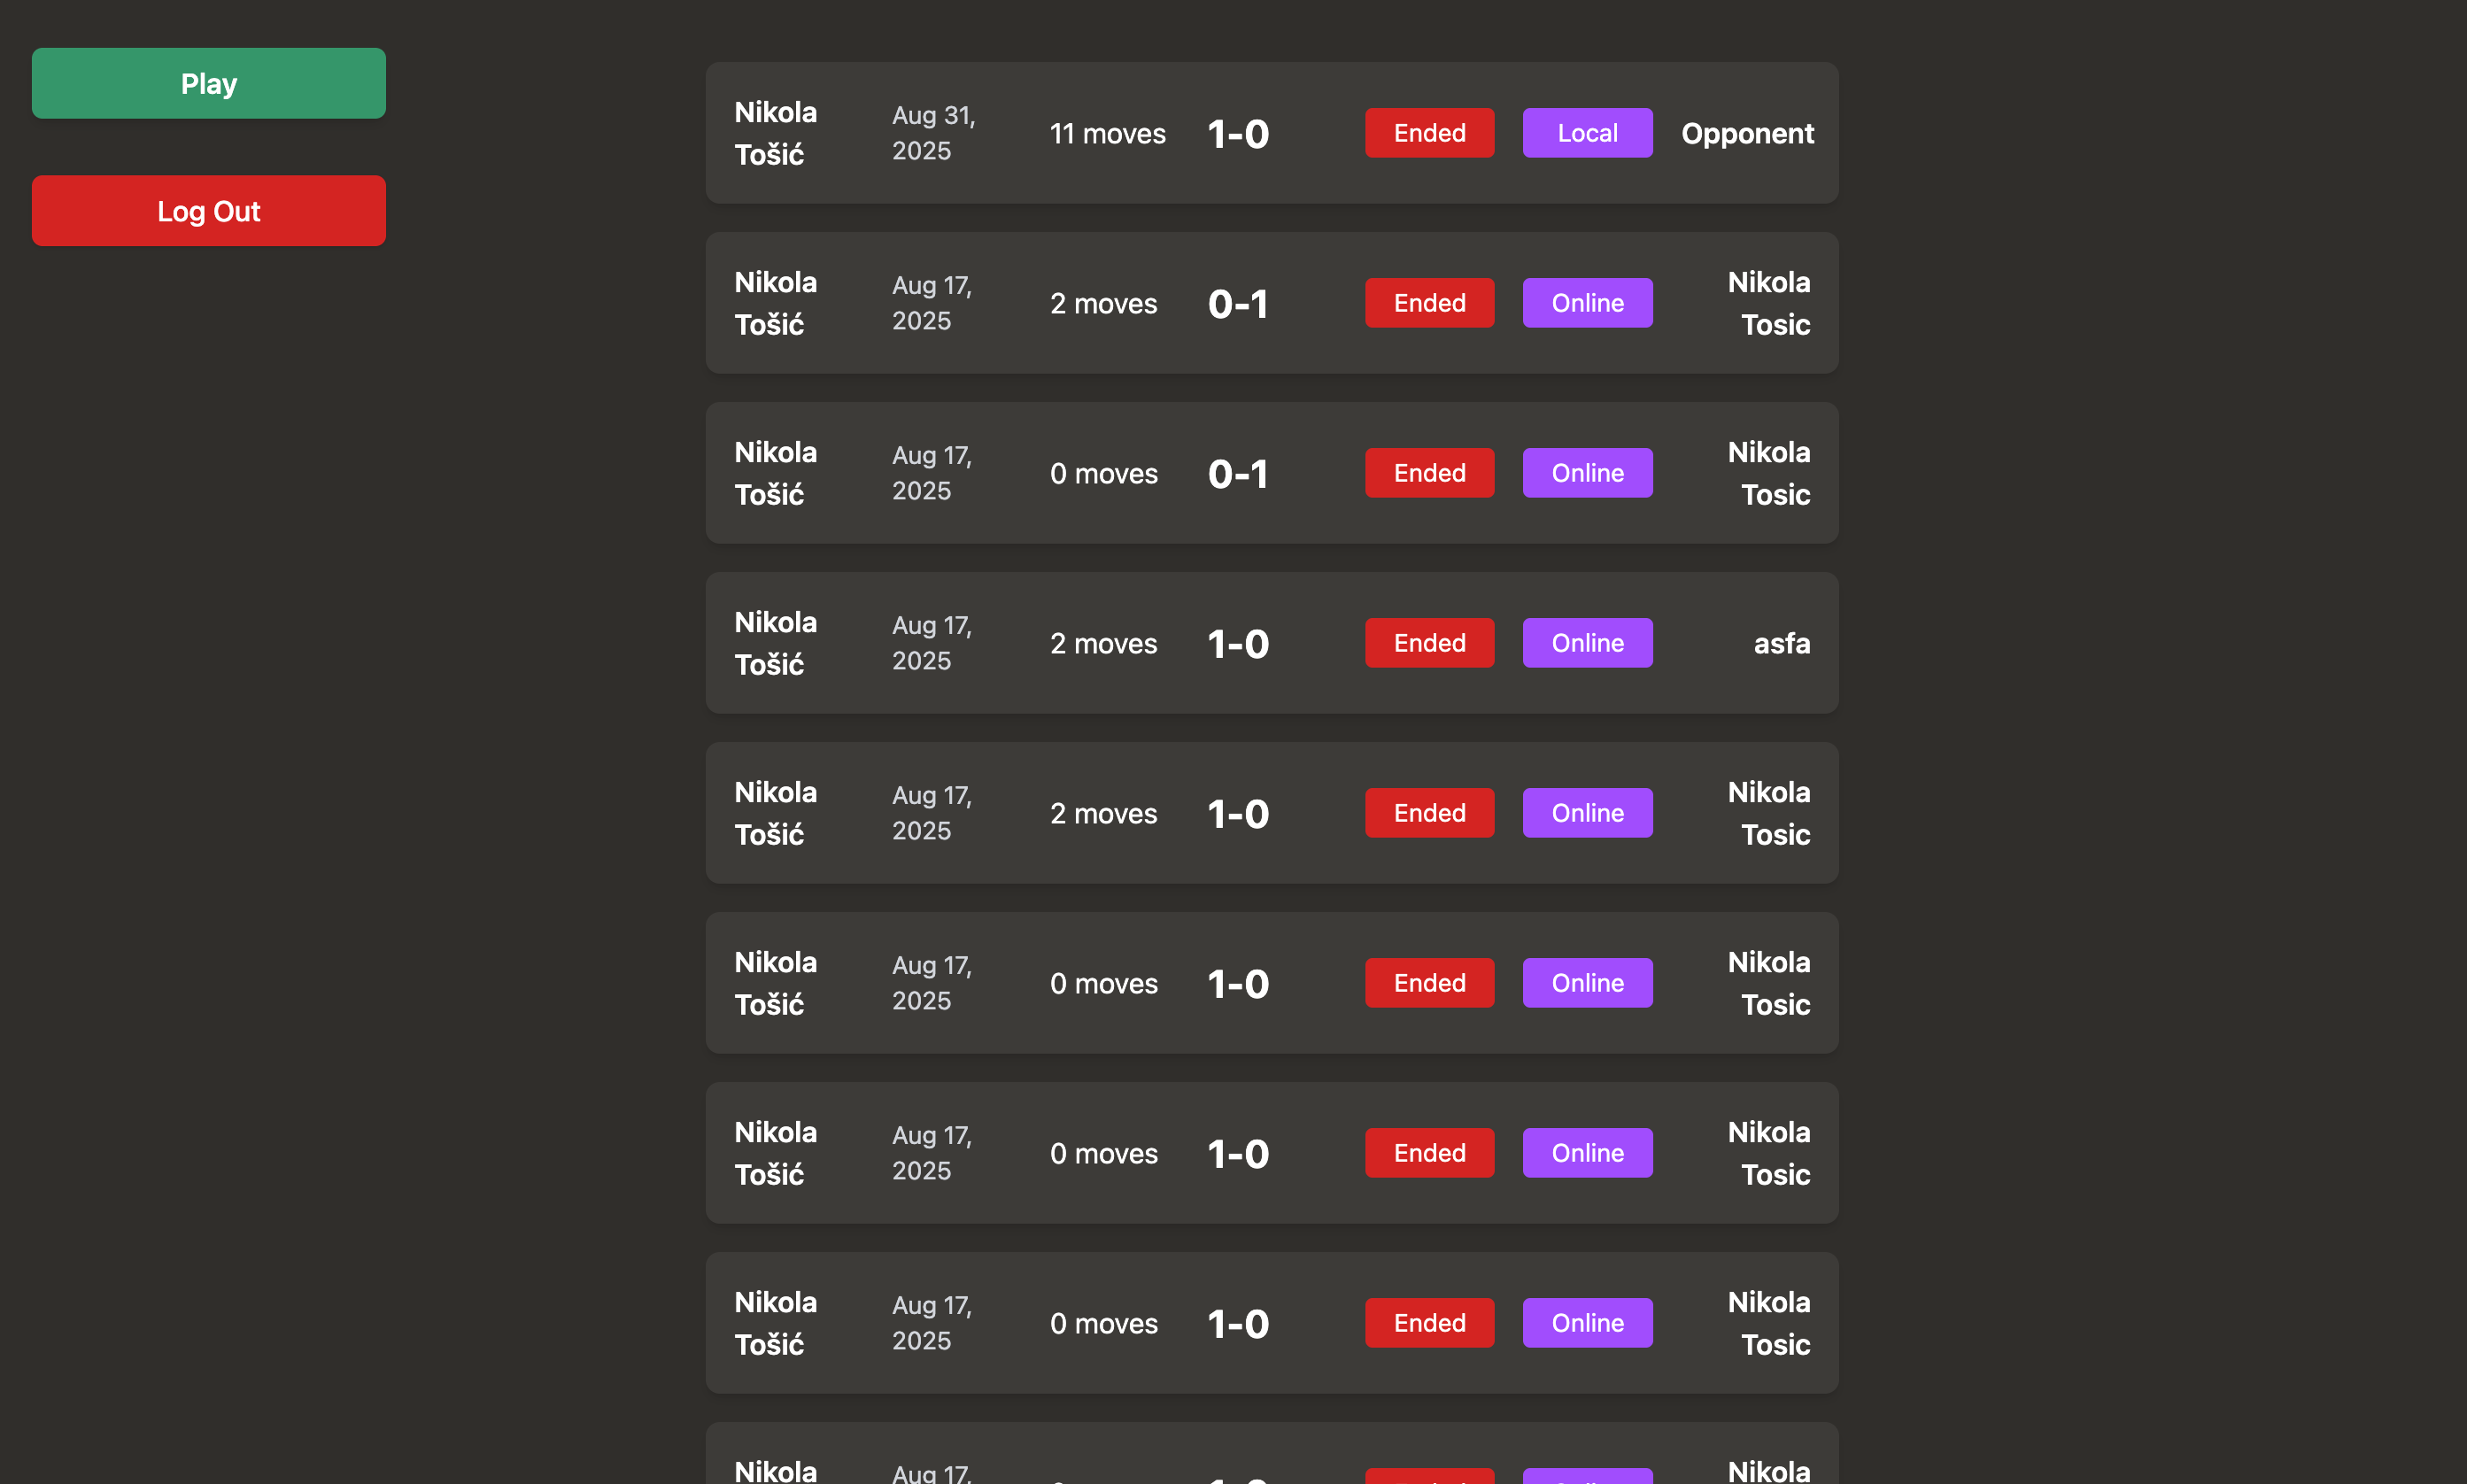 Play
Log Out
Nikola
Tošić
Aug 31,
2025
11 moves
1-0
Ended
Local
Opponent
Nikola
Tošić
Aug 17,
2025
2 moves
0-1
Ended
Online
Nikola
Tosic
Nikola
Tošić
Aug 17,
2025
0 moves
0-1
Ended
Online
Nikola
Tosic
Nikola
Tošić
Aug 17,
2025
2 moves
1-0
Ended
Online
asfa
Nikola
Tošić
Aug 17,
2025
2 moves
1-0
Ended
Online
Nikola
Tosic
Nikola
Tošić
Aug 17,
2025
0 moves
1-0
Ended
Online
Nikola
Tosic
Nikola
Tošić
Aug 17,
2025
0 moves
1-0
Ended
Online
Nikola
Tosic
Nikola
Tošić
Aug 17,
2025
0 moves
1-0
Ended
Online
Nikola
Tosic
Nikola
Aug 17,
Nikola